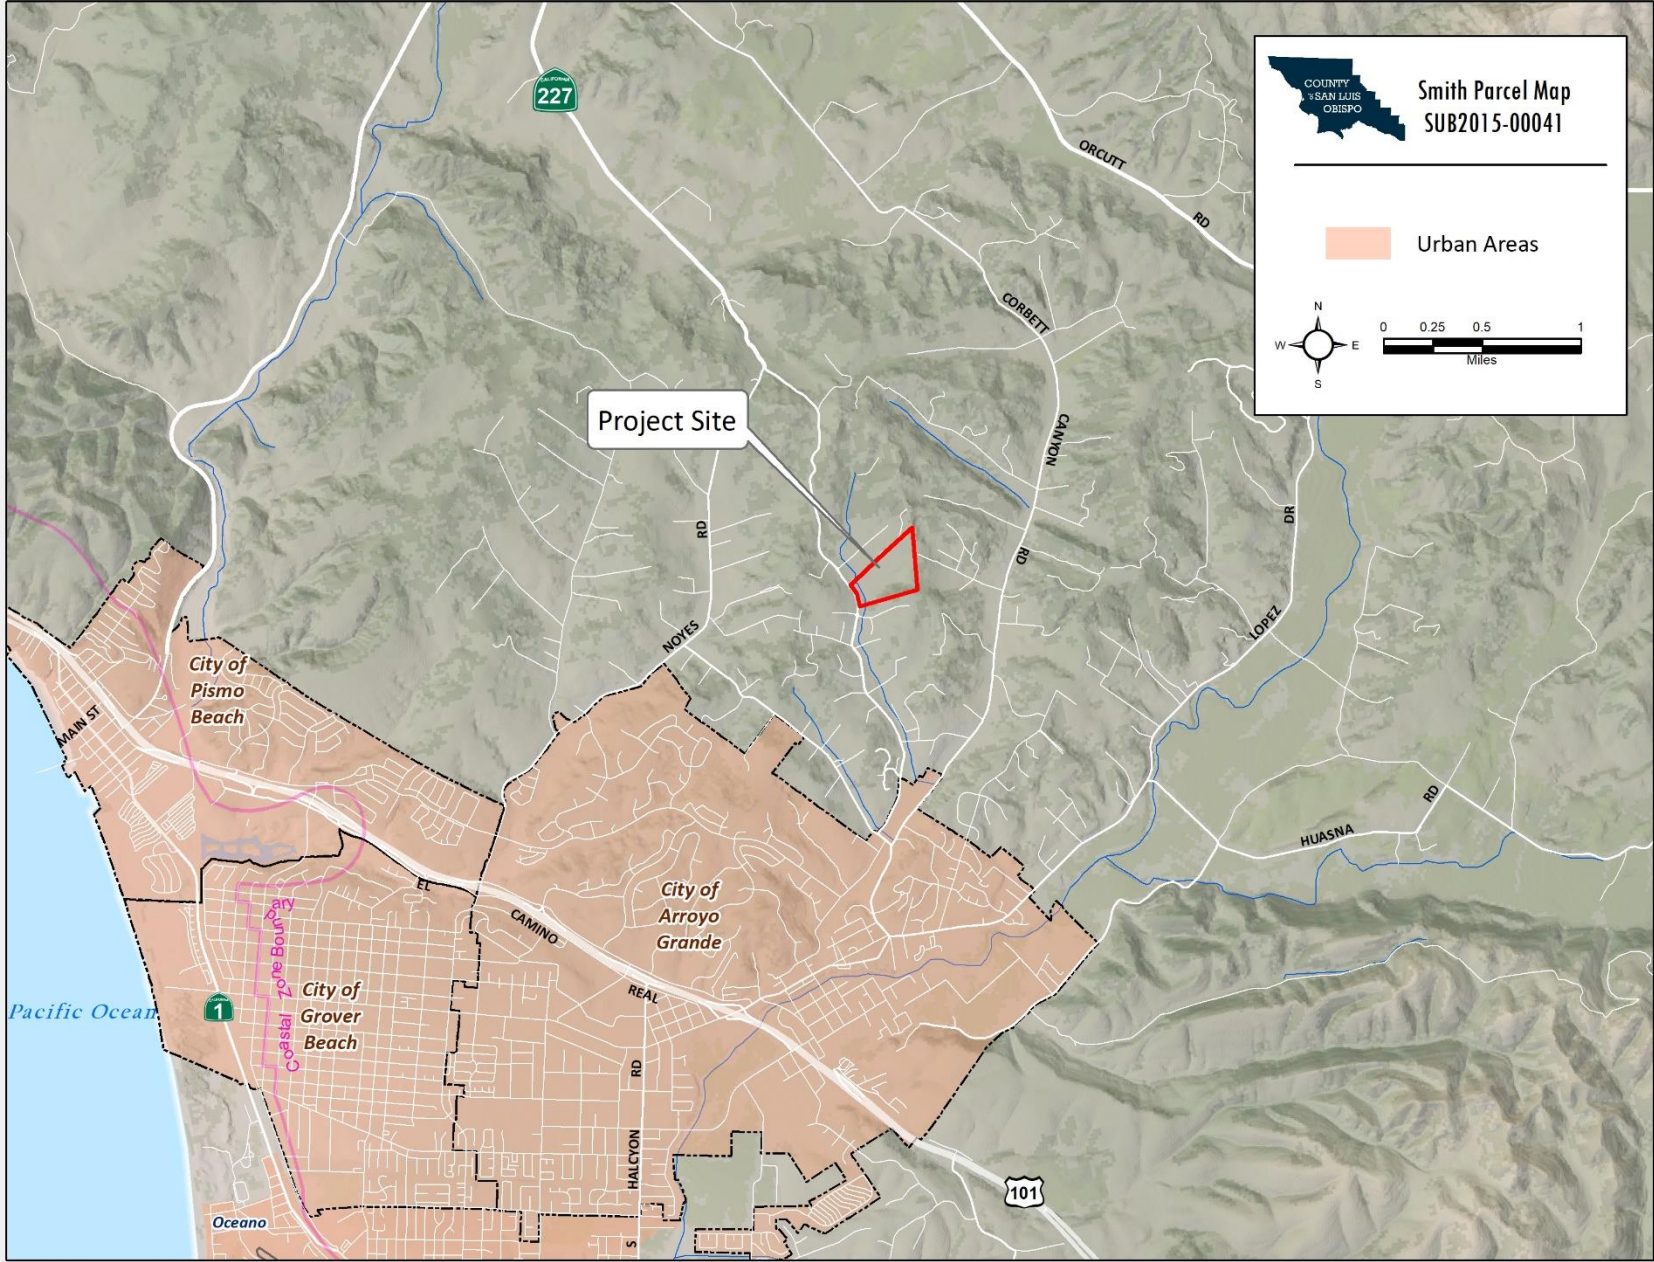 CALIFORNIA
227
ORCUTT
RD
COUNTY
OF SAN LUIS
OBISPO
Smith Parcel Map
SUB2015-00041
Urban Areas
N
W
E
S
0 0.25 0.5 1
Miles
CORBETT
CANYON
RD
Project Site
RD
NOYES
DR
LOPEZ
City of
Pismo
Beach
MAIN ST
HUASNA
RD
EL
CAMINO
REAL
City of
Arroyo
Grande
Coastal Zone Boundary
City of
Grover
Beach
Pacific Ocean
CALIFORNIA
1
RD
HALCYON
S
101
Oceano